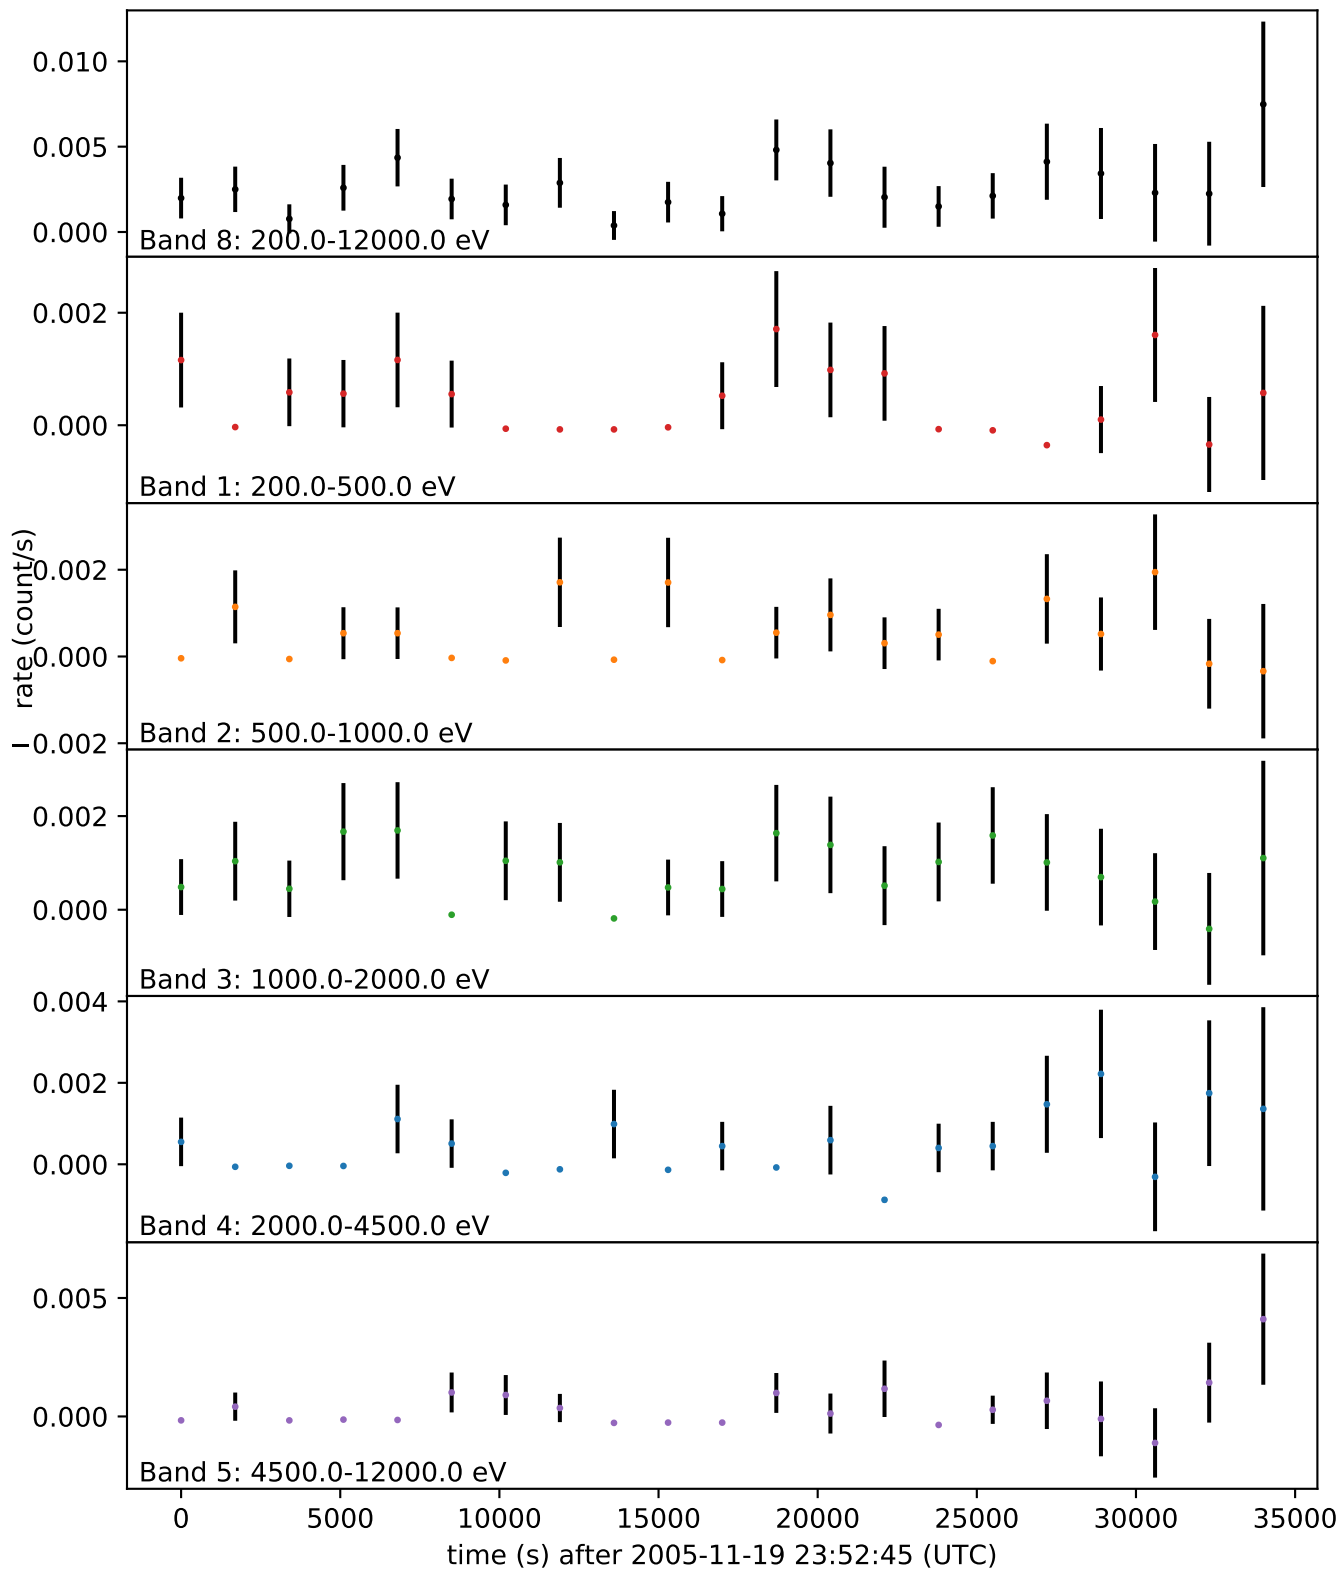 0.010
0.005
0.000
Band 8: 200.0-12000.0 eV
0.002
0.000
Band 1: 200.0-500.0 eV
rate (count/s)
0.002
0.000
−0.002
Band 2: 500.0-1000.0 eV
0.002
0.000
Band 3: 1000.0-2000.0 eV
0.004
0.002
0.000
Band 4: 2000.0-4500.0 eV
0.005
0.000
Band 5: 4500.0-12000.0 eV
0 5000 10000 15000 20000 25000 30000 35000
time (s) after 2005-11-19 23:52:45 (UTC)